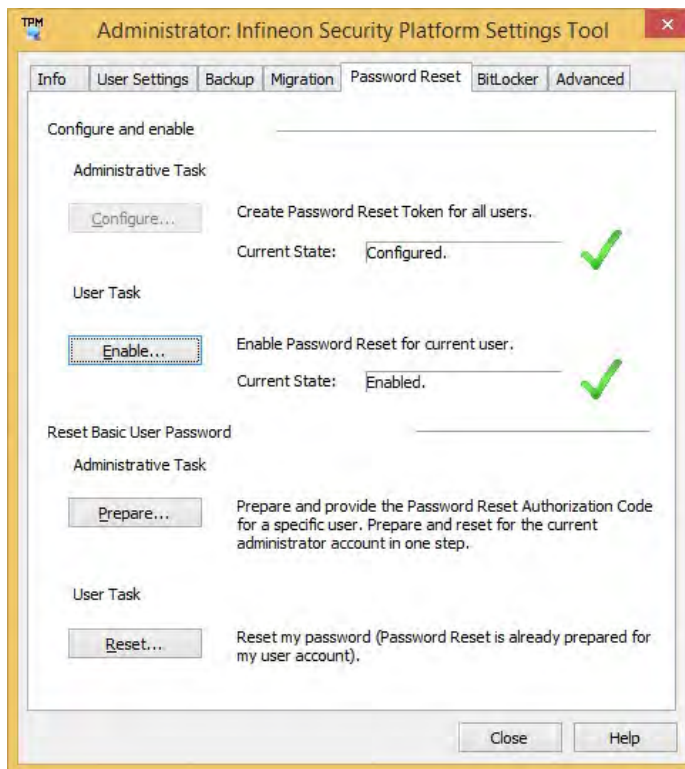 TPM
Administrator: Infineon Security Platform Settings Tool
Info User Settings Backup Migration Password Reset BitLocker Advanced
Configure and enable
Administrative Task
Configure...
Create Password Reset Token for all users.
Current State: Configured.
User Task
Enable...
Enable Password Reset for current user.
Current State: Enabled.
Reset Basic User Password
Administrative Task
Prepare...
Prepare and provide the Password Reset Authorization Code
for a specific user. Prepare and reset for the current
administrator account in one step.
User Task
Reset...
Reset my password (Password Reset is already prepared for
my user account).
Close Help